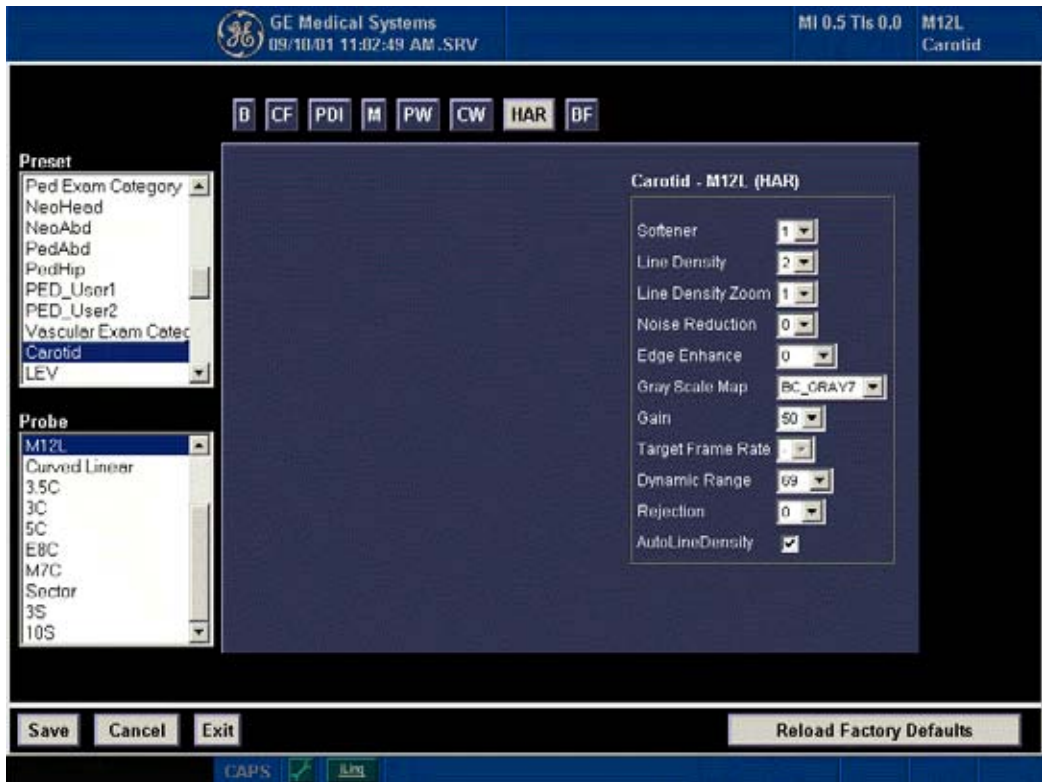 GE Medical Systems
09/10/01 11:02:49 AM .SRV
MI 0.5 TIs 0.0
M12L
Carotid
B CF PDI M PW CW HAR BF
Preset
Ped Exam Category
NeoHead
NeoAbd
PedAbd
PedHip
PED_User1
PED_User2
Vascular Exam Categ
Carotid
LEV
Probe
M12L
Curved Linear
3.5C
3C
5C
E8C
M7C
Sector
3S
10S
Carotid - M12L (HAR)
Softener 1
Line Density 2
Line Density Zoom 1
Noise Reduction 0
Edge Enhance 0
Gray Scale Map BC_GRAY7
Gain 50
Target Frame Rate -
Dynamic Range 69
Rejection 0
AutoLineDensity
Save Cancel Exit
Reload Factory Defaults
CAPS iLinq